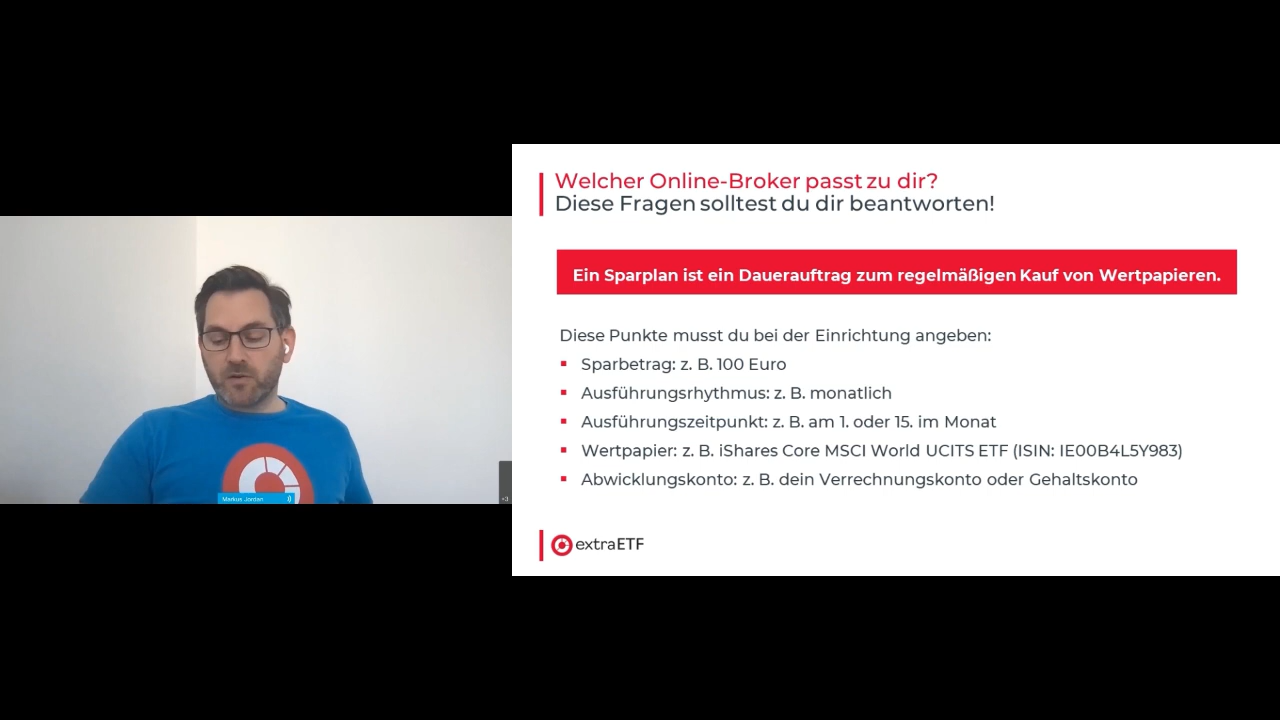 Welcher Online-Broker passt zu dir?
Diese Fragen solltest du dir beantworten!
Ein Sparplan ist ein Dauerauftrag zum regelmäßigen Kauf von Wertpapieren.
Diese Punkte musst du bei der Einrichtung angeben:
Sparbetrag: z. B. 100 Euro
Ausführungsrhythmus: z. B. monatlich
Ausführungszeitpunkt: z. B. am 1. oder 15. im Monat
Wertpapier: z. B. iShares Core MSCI World UCITS ETF (ISIN: IE00B4L5Y983)
Abwicklungskonto: z. B. dein Verrechnungskonto oder Gehaltskonto
extraETF
Markus Jordan
+3